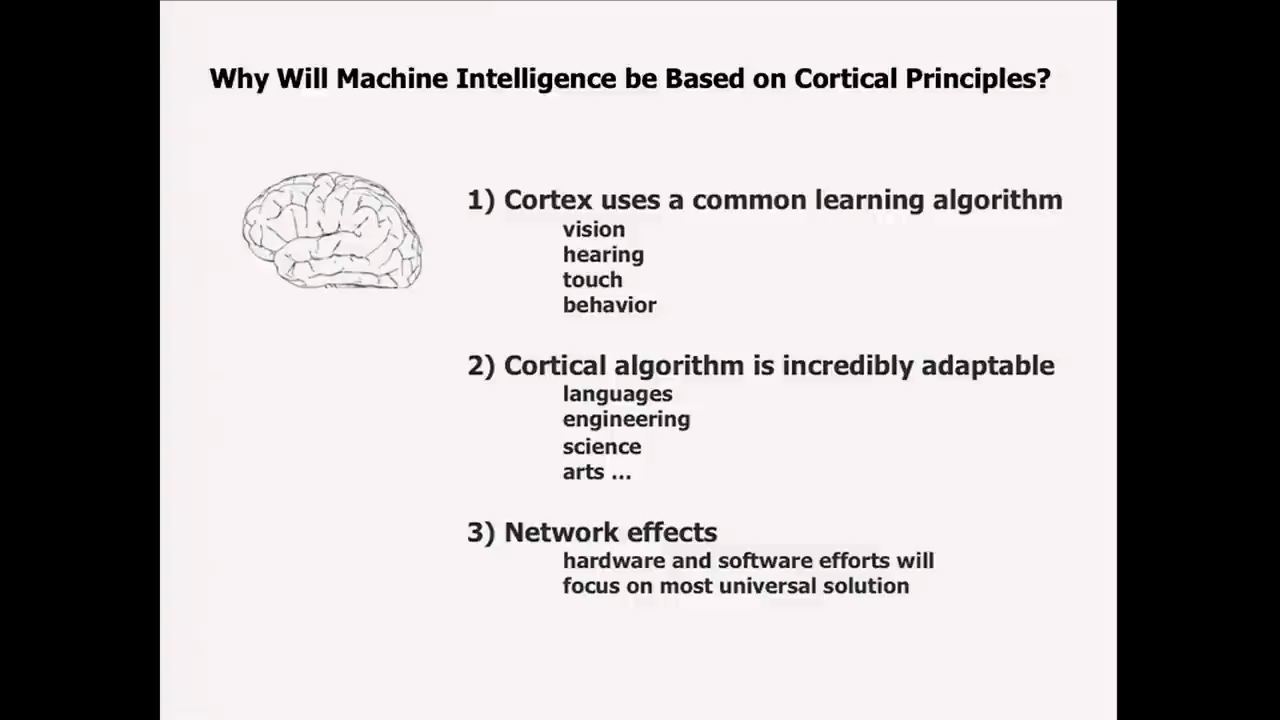 Why Will Machine Intelligence be Based on Cortical Principles?
1) Cortex uses a common learning algorithm
vision
hearing
touch
behavior
2) Cortical algorithm is incredibly adaptable
languages
engineering
science
arts ...
3) Network effects
hardware and software efforts will
focus on most universal solution